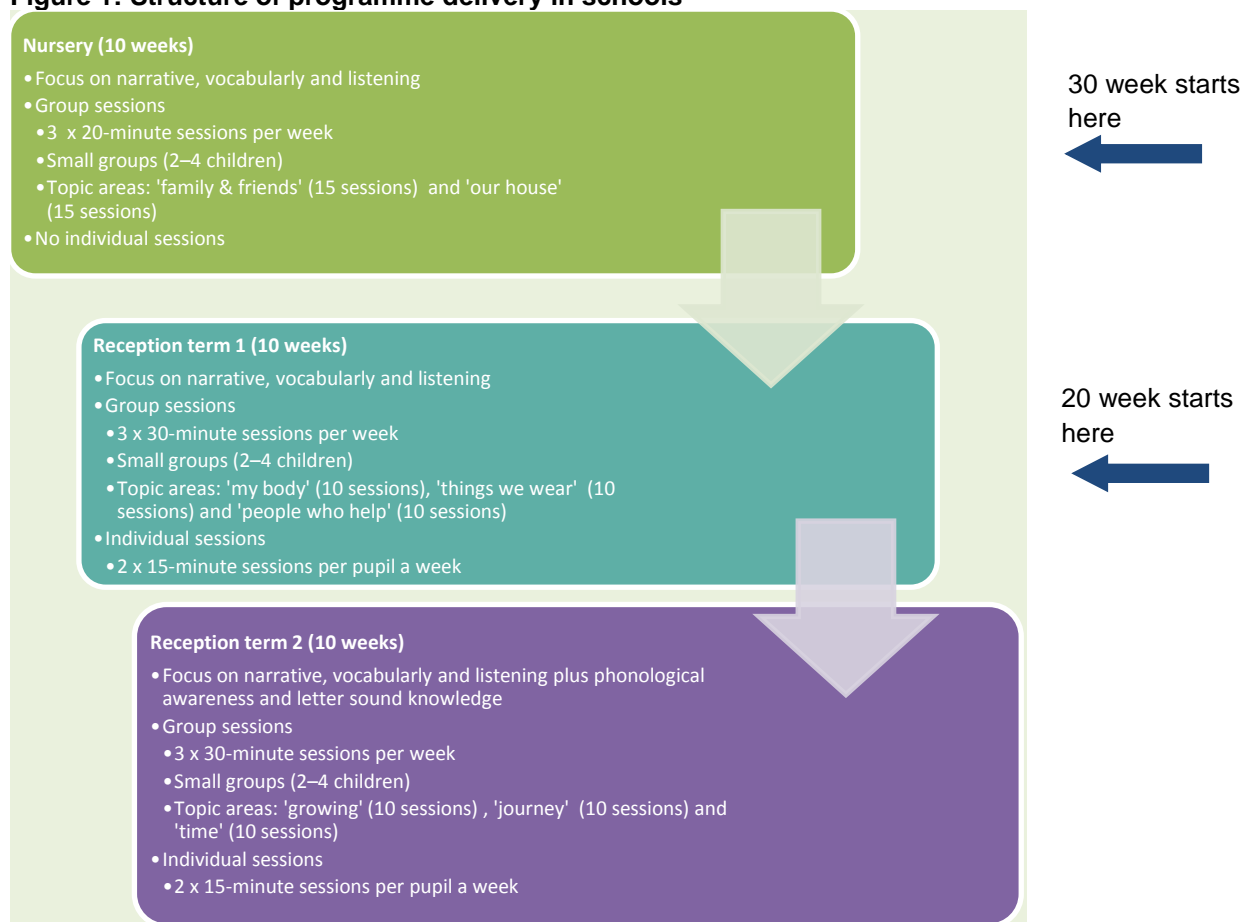 Figure 1: Structure of programme delivery in schools
Nursery (10 weeks)
•Focus on narrative, vocabularly and listening
•Group sessions
•3 x 20-minute sessions per week
•Small groups (2–4 children)
•Topic areas: 'family & friends' (15 sessions) and 'our house'
(15 sessions)
•No individual sessions
30 week starts
here
Reception term 1 (10 weeks)
•Focus on narrative, vocabularly and listening
•Group sessions
•3 x 30-minute sessions per week
•Small groups (2–4 children)
•Topic areas: 'my body' (10 sessions), 'things we wear' (10
sessions) and 'people who help' (10 sessions)
•Individual sessions
•2 x 15-minute sessions per pupil a week
20 week starts
here
Reception term 2 (10 weeks)
•Focus on narrative, vocabularly and listening plus phonological
awareness and letter sound knowledge
•Group sessions
•3 x 30-minute sessions per week
•Small groups (2–4 children)
•Topic areas: 'growing' (10 sessions) , 'journey' (10 sessions) and
'time' (10 sessions)
•Individual sessions
•2 x 15-minute sessions per pupil a week